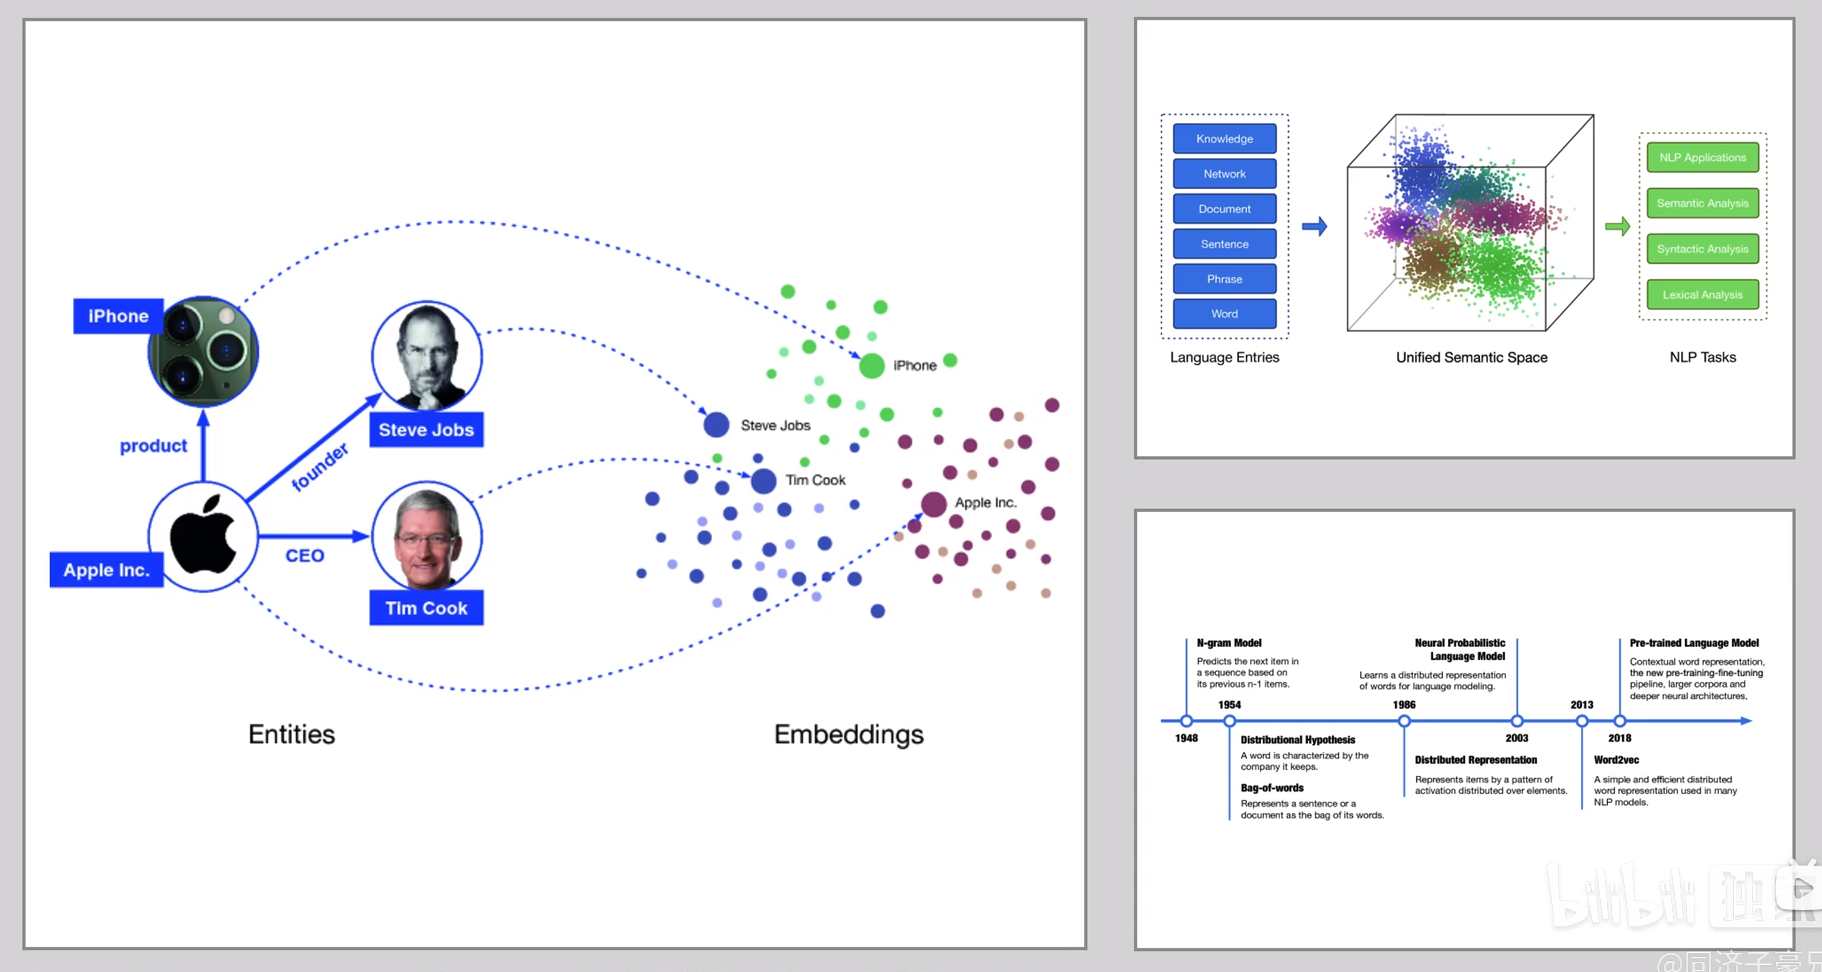 iPhone
Steve Jobs
product
founder
Apple Inc.
CEO
Tim Cook
iPhone
Steve Jobs
Tim Cook
Apple Inc.
Entities
Embeddings
Knowledge
Network
Document
Sentence
Phrase
Word
Language Entries
Unified Semantic Space
NLP Applications
Semantic Analysis
Syntactic Analysis
Lexical Analysis
NLP Tasks
N-gram Model
Predicts the next item in
a sequence based on
its previous n-1 items.
Neural Probabilistic
Language Model
Learns a distributed representation
of words for language modeling.
Pre-trained Language Model
Contextual word representation,
the new pre-training-fine-tuning
pipeline, larger corpora and
deeper neural architectures.
1954
1986
2013
1948
2003
2018
Distributional Hypothesis
A word is characterized by the
company it keeps.
Bag-of-words
Represents a sentence or a
document as the bag of its words.
Distributed Representation
Represents items by a pattern of
activation distributed over elements.
Word2vec
A simple and efficient distributed
word representation used in many
NLP models.
bilibili 独
@同济子豪兄